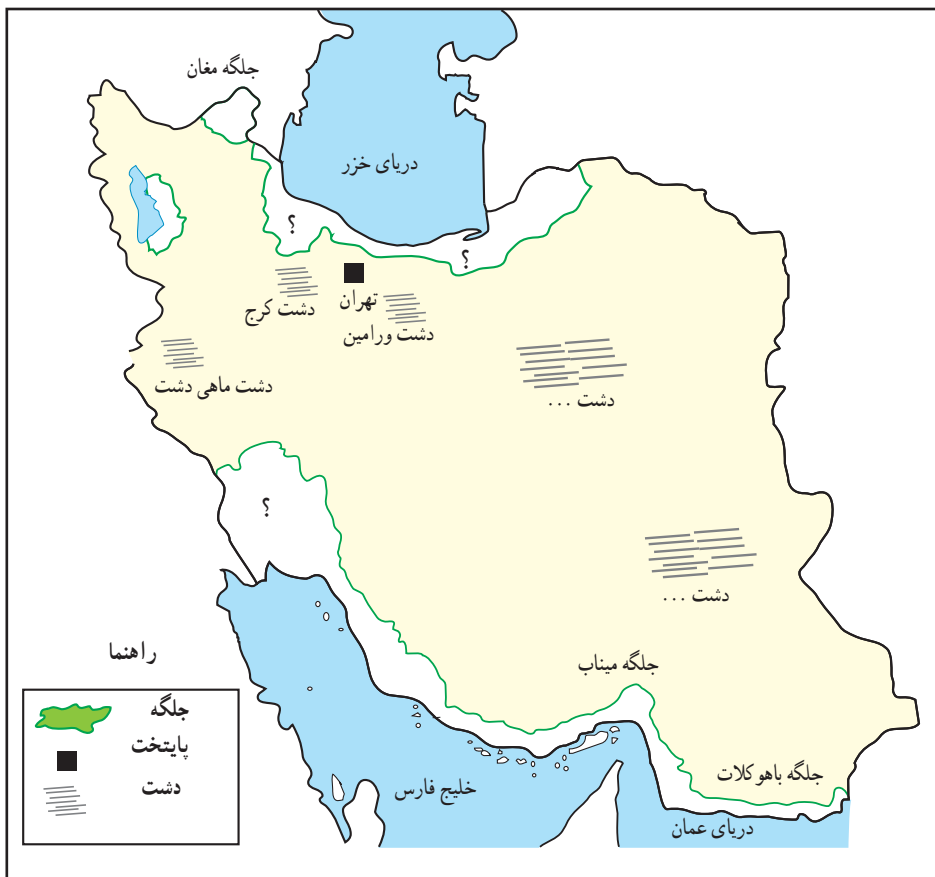 جلگه مغان
دریای خزر
؟
؟
تهران
دشت کرج
دشت ورامین
دشت ماهی دشت
دشت ...
؟
دشت ...
جلگه میناب
راهنما
جلگه
پایتخت
دشت
خلیج فارس
جلگه باهوکلات
دریای عمان